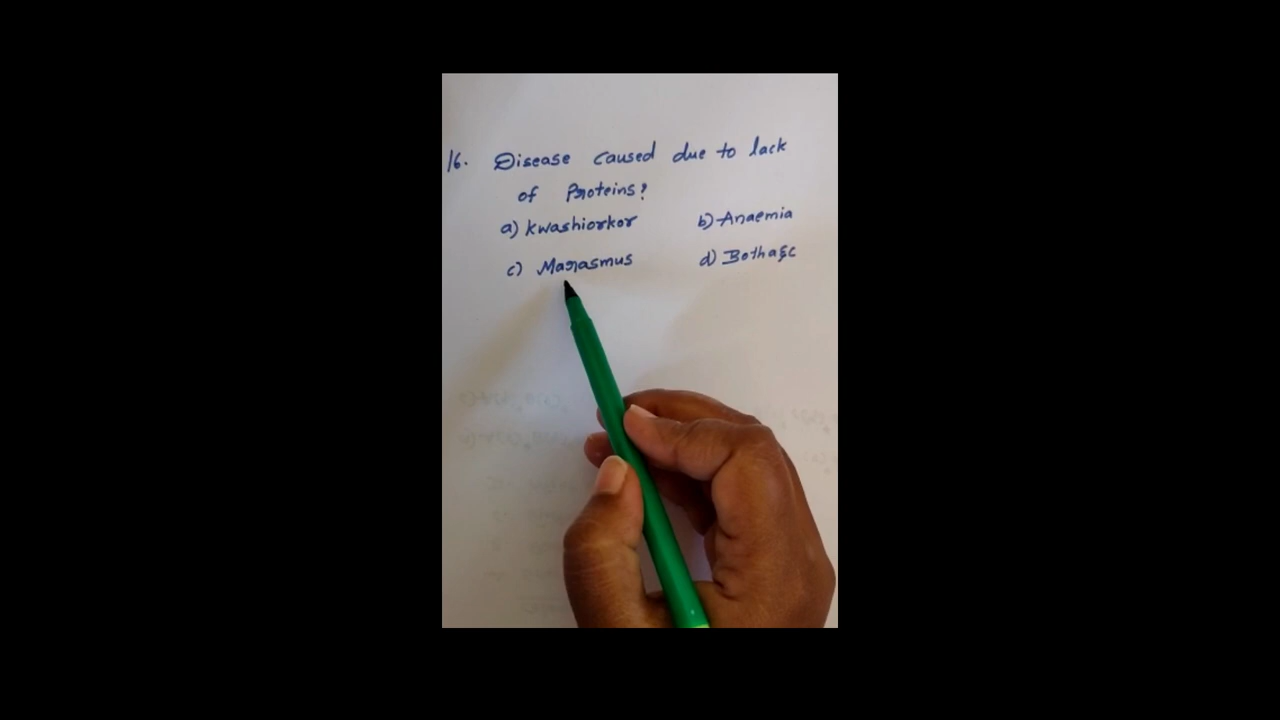 16. Disease caused due to lack
of Proteins?
a) Kwashiorkor b) Anaemia
c) Marasmus d) Both a & c